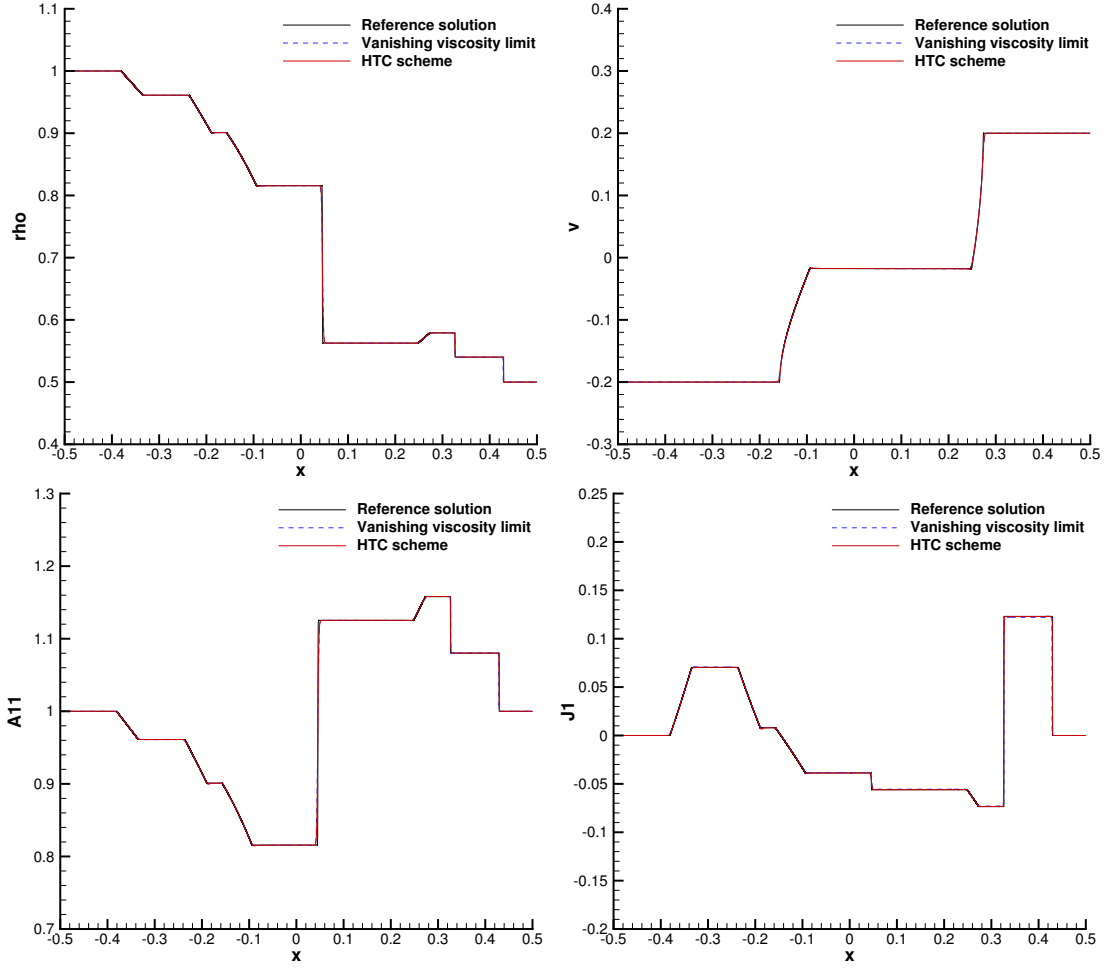 rho
1.1
1
0.9
0.8
0.7
0.6
0.5
0.4
-0.5 -0.4 -0.3 -0.2 -0.1 0 0.1 0.2 0.3 0.4 0.5
x
Reference solution
Vanishing viscosity limit
HTC scheme
v
0.4
0.3
0.2
0.1
0
-0.1
-0.2
-0.3
-0.5 -0.4 -0.3 -0.2 -0.1 0 0.1 0.2 0.3 0.4 0.5
x
Reference solution
Vanishing viscosity limit
HTC scheme
A11
1.3
1.2
1.1
1
0.9
0.8
0.7
-0.5 -0.4 -0.3 -0.2 -0.1 0 0.1 0.2 0.3 0.4 0.5
x
Reference solution
Vanishing viscosity limit
HTC scheme
J1
0.25
0.2
0.15
0.1
0.05
0
-0.05
-0.1
-0.15
-0.2
-0.5 -0.4 -0.3 -0.2 -0.1 0 0.1 0.2 0.3 0.4 0.5
x
Reference solution
Vanishing viscosity limit
HTC scheme